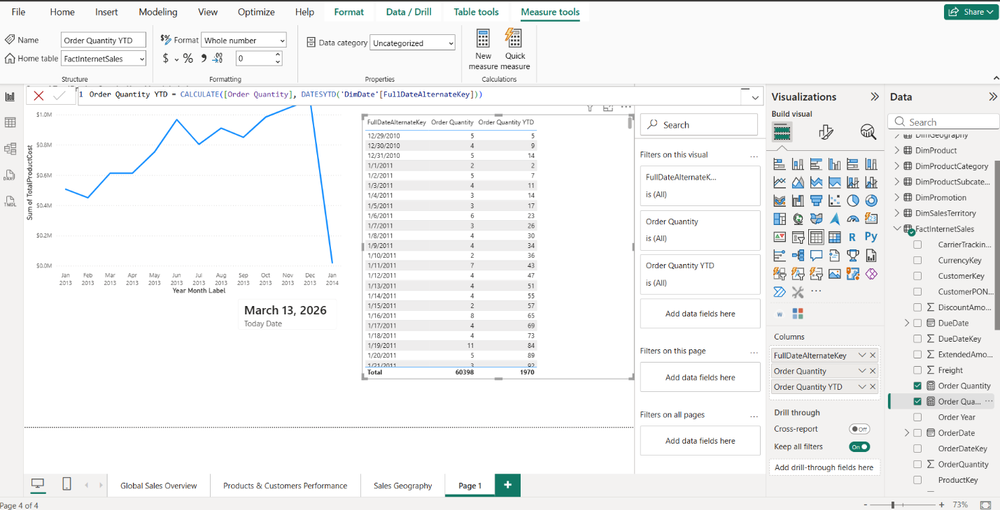 File Home Insert Modeling View Optimize Help Format Data / Drill Table tools Measure tools
Share
Name Order Quantity YTD
Home table FactInternetSales
Structure
Format Whole number
$ % 0
Formatting
Data category Uncategorized
Properties
New measure
Quick measure
Calculations
1 Order Quantity YTD = CALCULATE([Order Quantity], DATESYTD('DimDate'[FullDateAlternateKey]))
Sum of TotalProductCost
$1.0M
$0.8M
$0.6M
$0.4M
$0.2M
$0.0M
Jan 2013
Feb 2013
Mar 2013
Apr 2013
May 2013
Jun 2013
Jul 2013
Aug 2013
Sep 2013
Oct 2013
Nov 2013
Dec 2013
Jan 2014
Year Month Label
March 13, 2026
Today Date
FullDateAlternateKey Order Quantity Order Quantity YTD
12/29/2010 5 5
12/30/2010 4 9
12/31/2010 5 14
1/1/2011 2 2
1/2/2011 5 7
1/3/2011 4 11
1/4/2011 3 14
1/5/2011 3 17
1/6/2011 6 23
1/7/2011 3 26
1/8/2011 4 30
1/9/2011 4 34
1/10/2011 2 36
1/11/2011 7 43
1/12/2011 4 47
1/13/2011 4 51
1/14/2011 4 55
1/15/2011 2 57
1/16/2011 8 65
1/17/2011 4 69
1/18/2011 4 73
1/19/2011 11 84
1/20/2011 5 89
1/21/2011 3 92
Total 60398 1970
Search
Filters on this visual ...
FullDateAlternateK...
is (All)
Order Quantity
is (All)
Order Quantity YTD
is (All)
Add data fields here
Filters on this page ...
Add data fields here
Filters on all pages ...
Add data fields here
Visualizations
Build visual
123
R Py
...
Columns
FullDateAlternateKey
Order Quantity
Order Quantity YTD
Drill through
Cross-report Off
Keep all filters On
Add drill-through fields here
Data
Search
DimGeography
DimProduct
DimProductCategory
DimProductSubcate...
DimPromotion
DimSalesTerritory
FactInternetSales
CarrierTrackin...
CurrencyKey
CustomerKey
CustomerPON...
DiscountAmo...
DueDate
DueDateKey
ExtendedAmo...
Freight
Order Quantity
Order Qua... ...
Order Year
OrderDate
OrderDateKey
OrderQuantity
ProductKey
DAX
TMDL
Global Sales Overview Products & Customers Performance Sales Geography Page 1 +
Page 4 of 4
- + 73%